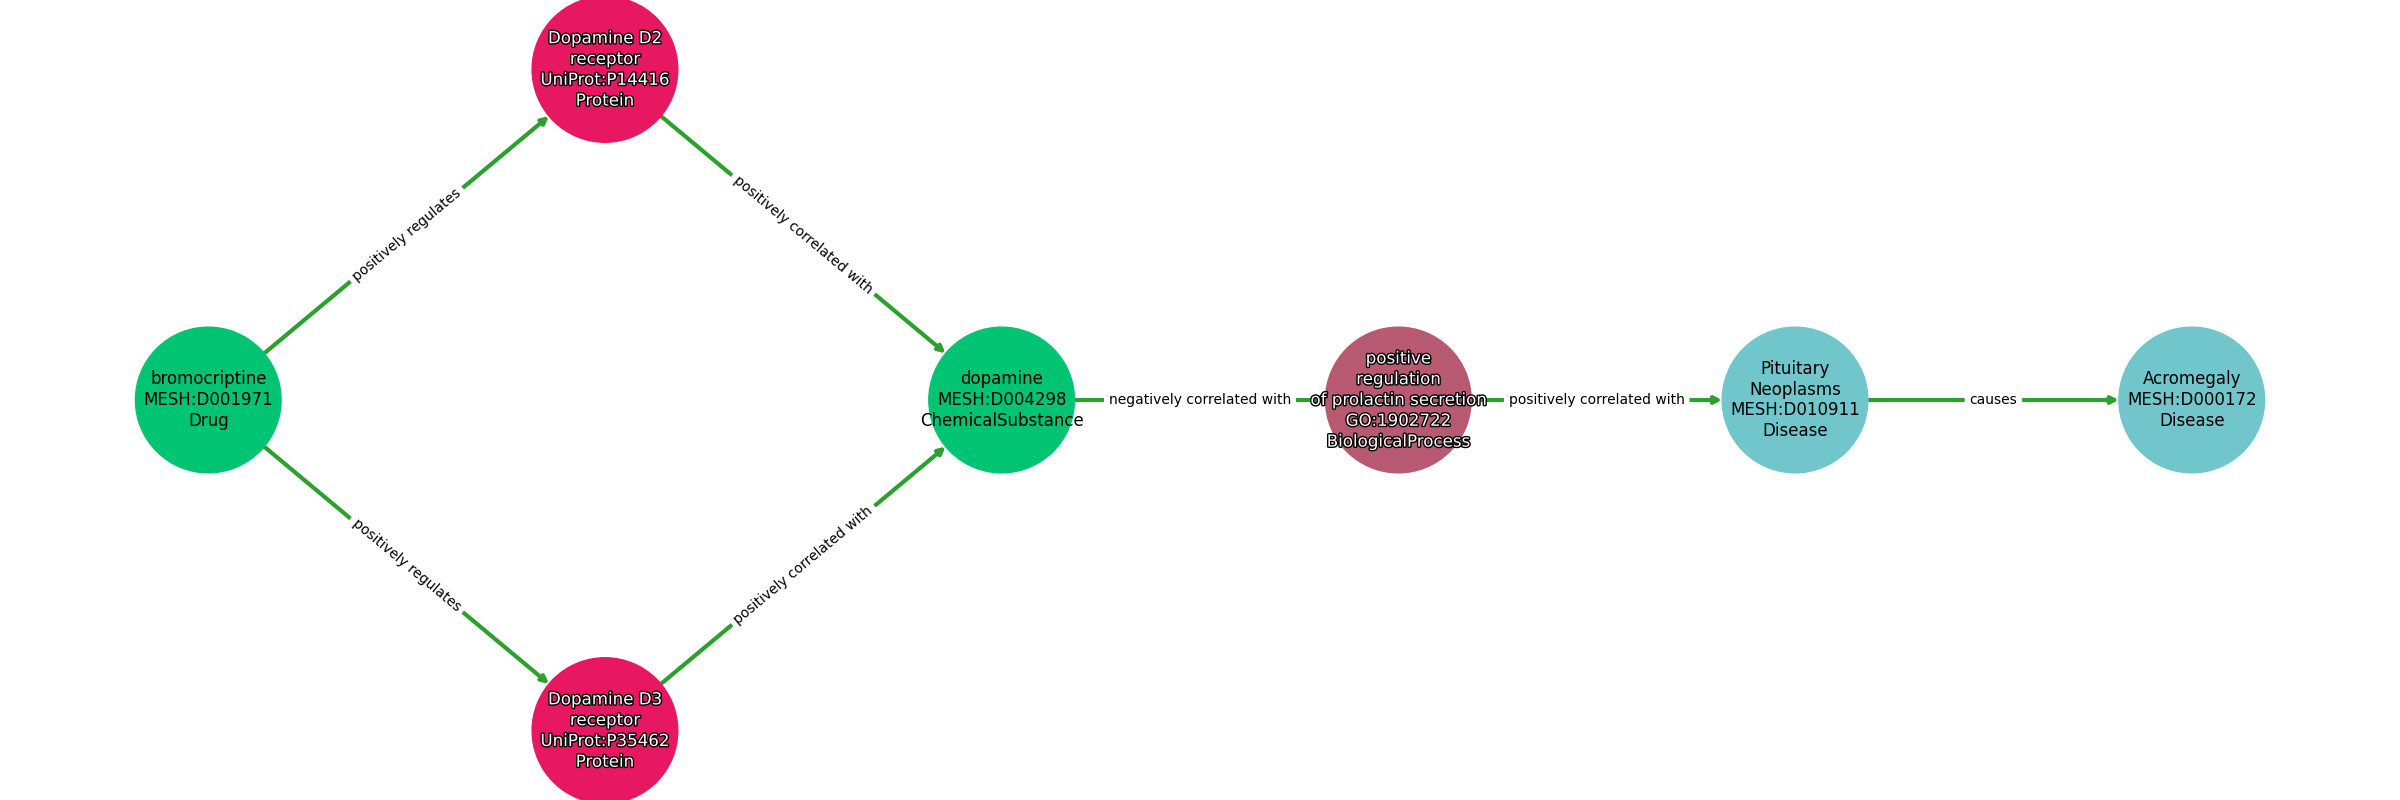 Dopamine D2
receptor
UniProt:P14416
Protein
positively regulates
positively correlated with
bromocriptine
MESH:D001971
Drug
dopamine
MESH:D004298
ChemicalSubstance
negatively correlated with
positive
regulation
of prolactin secretion
GO:1902722
BiologicalProcess
positively correlated with
Pituitary
Neoplasms
MESH:D010911
Disease
causes
Acromegaly
MESH:D000172
Disease
positively regulates
positively correlated with
Dopamine D3
receptor
UniProt:P35462
Protein